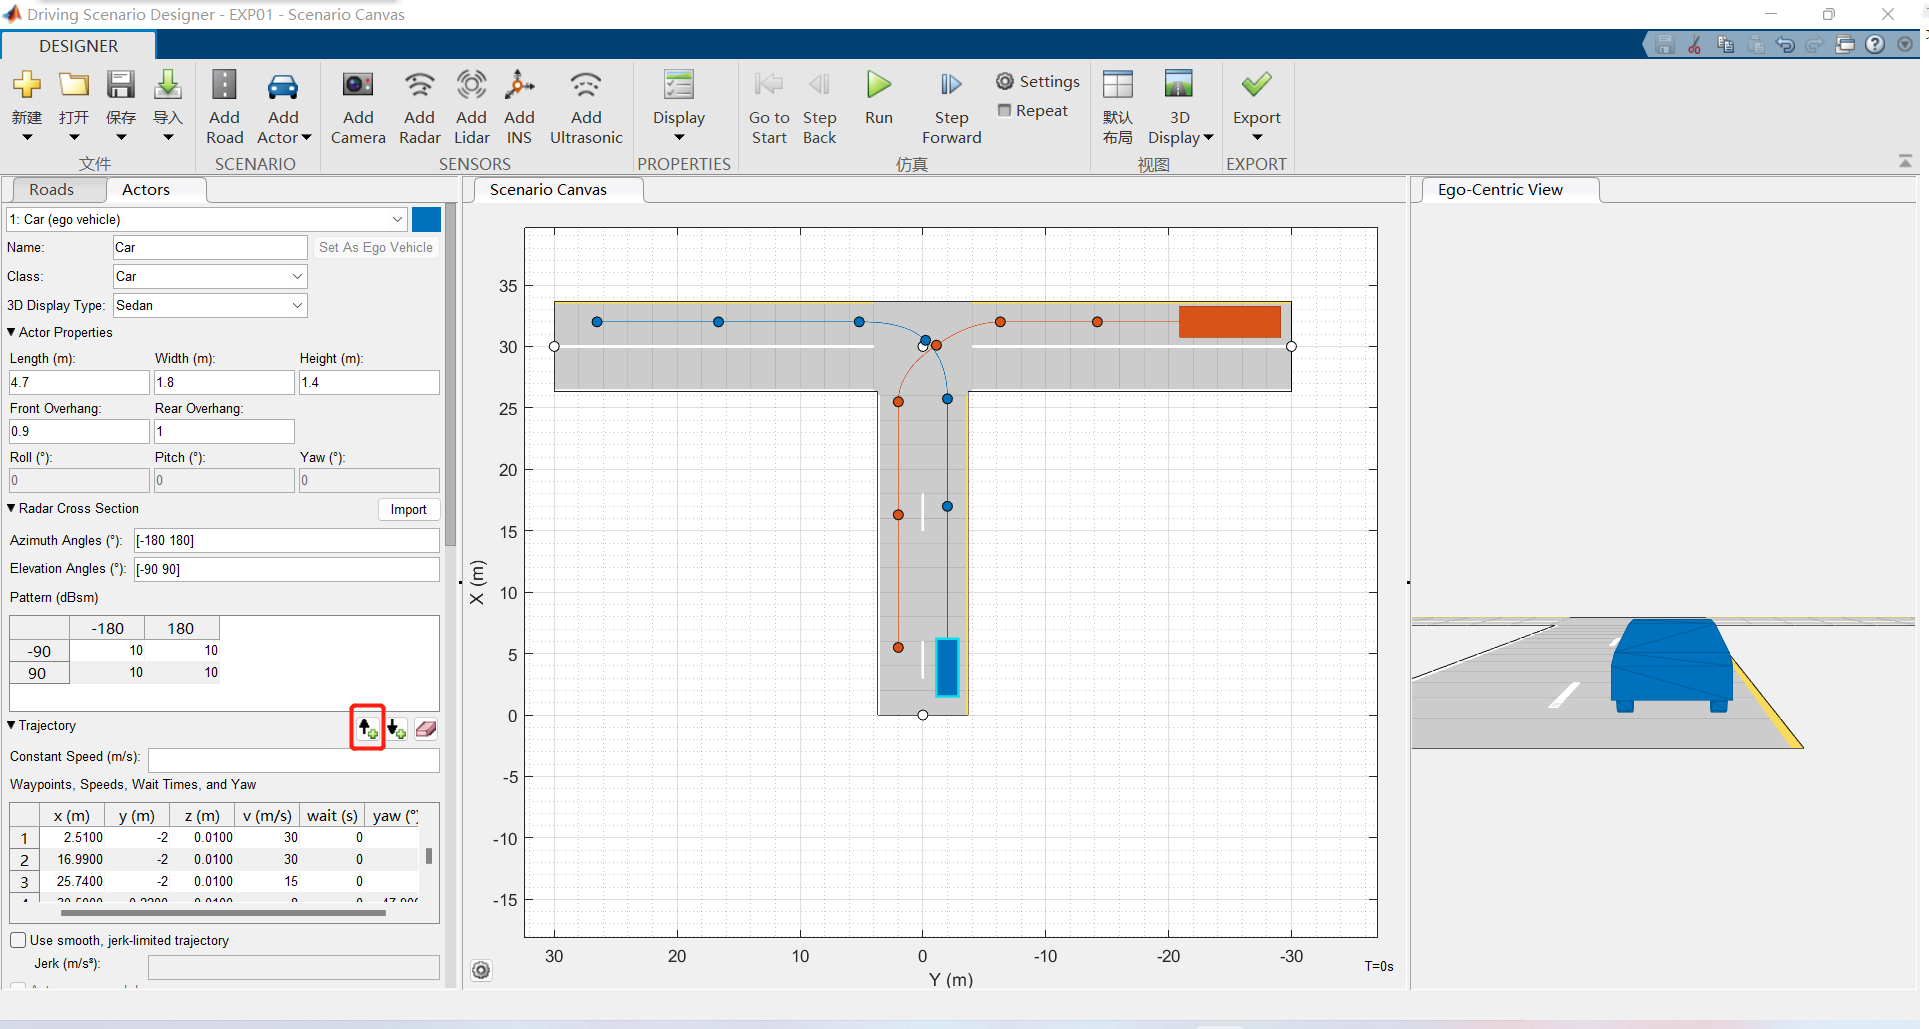 Driving Scenario Designer - EXP01 - Scenario Canvas
DESIGNER
新建
打开
保存
导入
文件
Add Road
Add Actor
SCENARIO
Add Camera
Add Radar
Add Lidar
Add INS
Add Ultrasonic
SENSORS
Display
PROPERTIES
Go to Start
Step Back
Run
Step Forward
Settings
Repeat
仿真
默认布局
3D Display
视图
Export
EXPORT
Roads
Actors
1: Car (ego vehicle)
Name:
Car
Set As Ego Vehicle
Class:
Car
3D Display Type:
Sedan
Actor Properties
Length (m):
Width (m):
Height (m):
4.7
1.8
1.4
Front Overhang:
Rear Overhang:
0.9
1
Roll (°):
Pitch (°):
Yaw (°):
0
0
0
Radar Cross Section
Import
Azimuth Angles (°):
[-180 180]
Elevation Angles (°):
[-90 90]
Pattern (dBsm)
-180 180
-90 10 10
90 10 10
Trajectory
Constant Speed (m/s):
Waypoints, Speeds, Wait Times, and Yaw
x (m) y (m) z (m) v (m/s) wait (s) yaw (°
1 2.5100 -2 0.0100 30 0
2 16.9900 -2 0.0100 30 0
3 25.7400 -2 0.0100 15 0
Use smooth, jerk-limited trajectory
Jerk (m/s³):
Scenario Canvas
35
30
25
20
15
10
5
0
-5
-10
-15
X (m)
30 20 10 0 -10 -20 -30
Y (m)
T=0s
Ego-Centric View